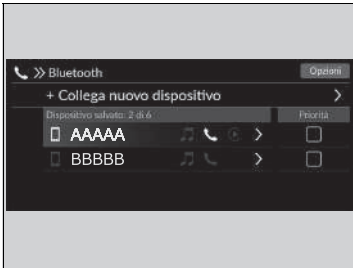 Bluetooth
Opzioni
+ Collega nuovo dispositivo
Dispositivo salvato: 2 di 6
Priorità
AAAAA
BBBBB